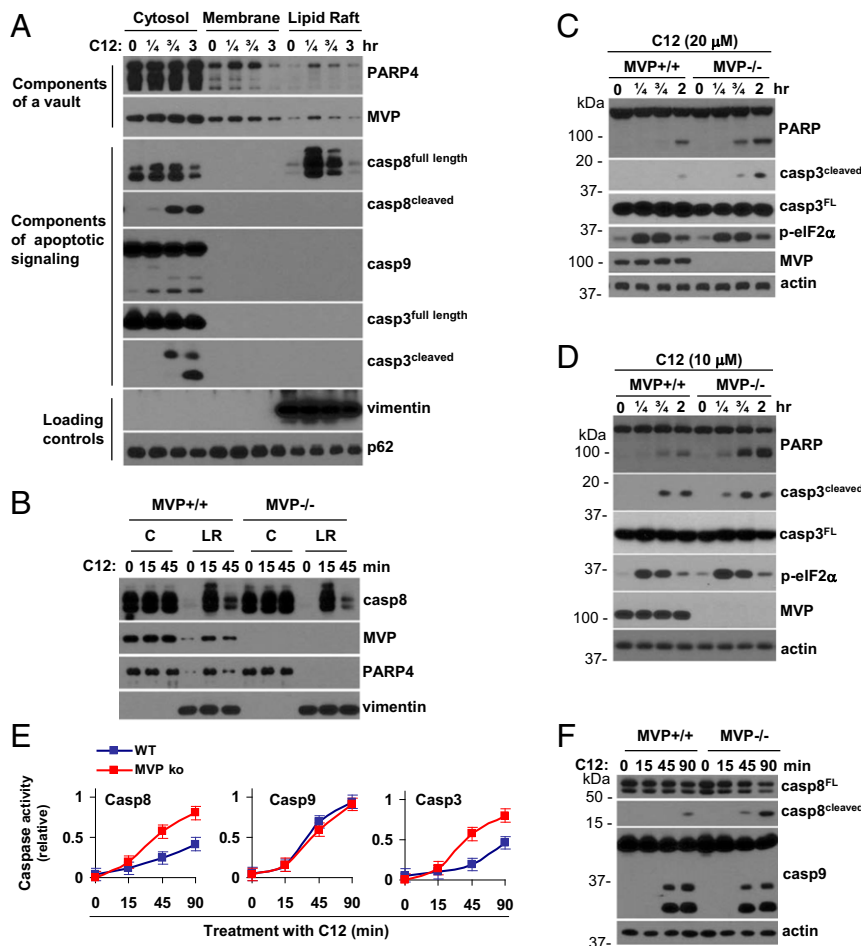 A
Cytosol Membrane Lipid Raft
C12: 0 ¼ ¾ 3 0 ¼ ¾ 3 0 ¼ ¾ 3 hr
Components of a vault
PARP4
MVP
Components of apoptotic signaling
casp8full length
casp8cleaved
casp9
casp3full length
casp3cleaved
Loading controls
vimentin
p62
B
MVP+/+ MVP-/-
C LR C LR
C12: 0 15 45 0 15 45 0 15 45 0 15 45 min
casp8
MVP
PARP4
vimentin
C
C12 (20 μM)
MVP+/+ MVP-/-
0 ¼ ¾ 2 0 ¼ ¾ 2 hr
kDa
100 -
PARP
20 -
casp3cleaved
37-
casp3FL
37-
p-eIF2α
100 -
MVP
actin
37-
D
C12 (10 μM)
MVP+/+ MVP-/-
0 ¼ ¾ 2 0 ¼ ¾ 2 hr
kDa
100 -
PARP
20 -
casp3cleaved
37-
casp3FL
37-
p-eIF2α
MVP
100 -
actin
37-
E
WT
MVP ko
Caspase activity (relative)
Casp8
Casp9
Casp3
1
0.5
0
1
0.5
0
1
0.5
0
0 15 45 90 0 15 45 90 0 15 45 90
Treatment with C12 (min)
F
MVP+/+ MVP-/-
C12: 0 15 45 90 0 15 45 90 min
kDa
casp8FL
50 -
casp8cleaved
15 -
37-
casp9
37-
actin